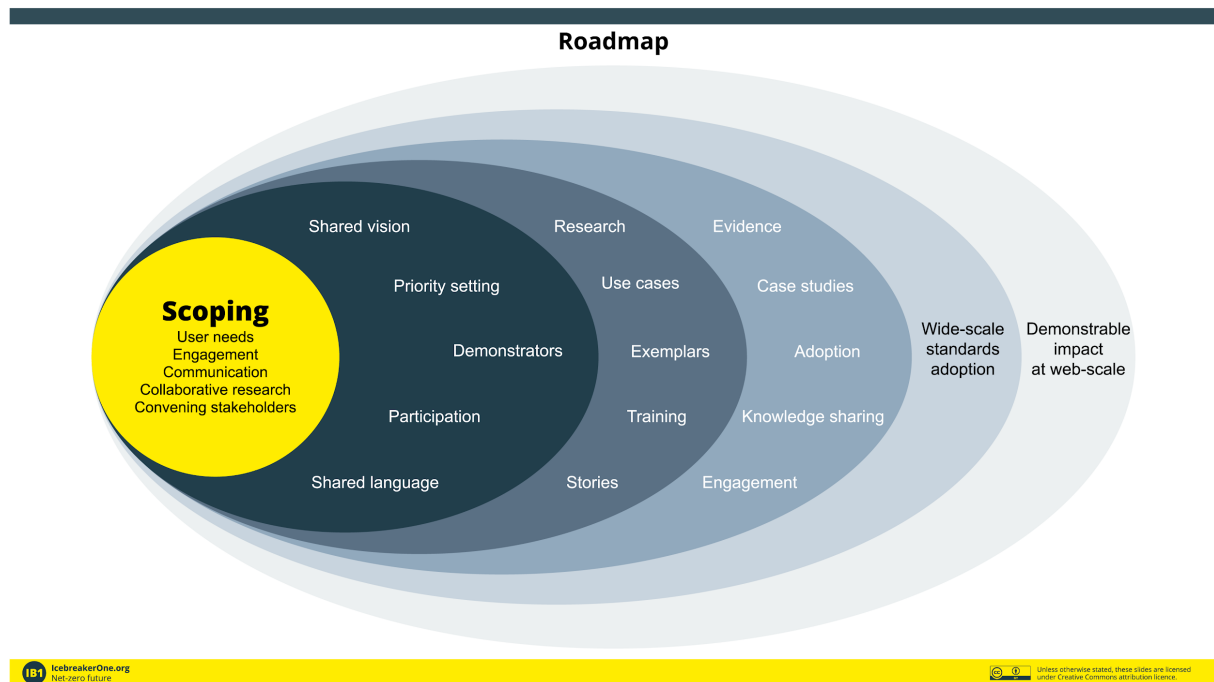 Roadmap
Scoping
User needs
Engagement
Communication
Collaborative research
Convening stakeholders
Shared vision
Priority setting
Demonstrators
Participation
Shared language
Research
Use cases
Exemplars
Training
Stories
Evidence
Case studies
Adoption
Knowledge sharing
Engagement
Wide-scale
standards
adoption
Demonstrable
impact
at web-scale
IB1
IcebreakerOne.org
Net-zero future
cc
BY
Unless otherwise stated, these slides are licensed
under Creative Commons attribution licence.